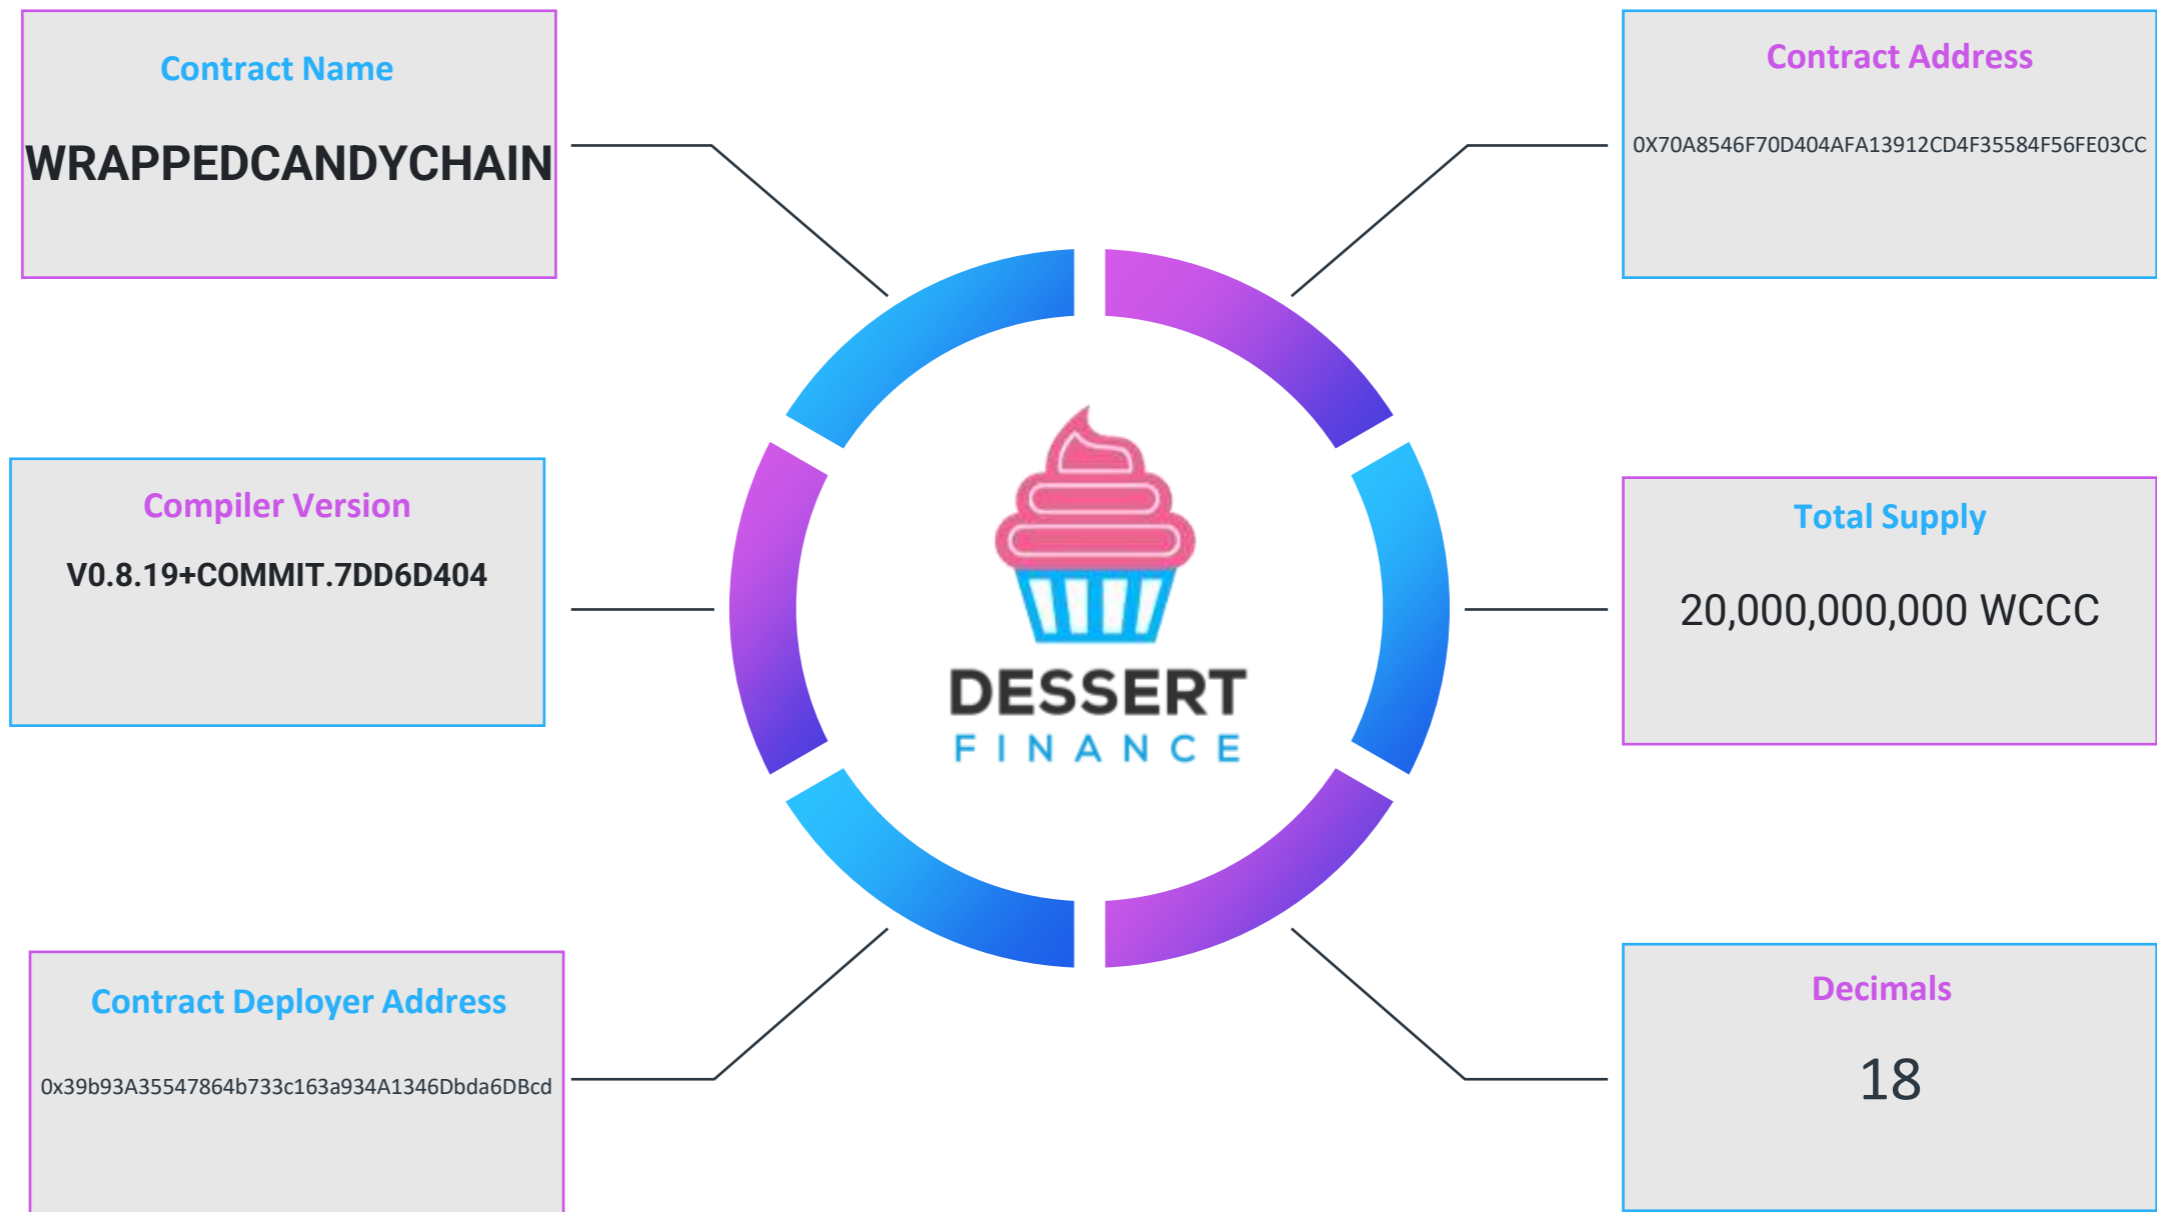 Contract Name
WRAPPEDCANDYCHAIN
Contract Address
0X70A8546F70D404AFA13912CD4F35584F56FE03CC
Compiler Version
V0.8.19+COMMIT.7DD6D404
DESSERT
FINANCE
Total Supply
20,000,000,000 WCCC
Contract Deployer Address
0x39b93A35547864b733c163a934A1346Dbda6DBcd
Decimals
18